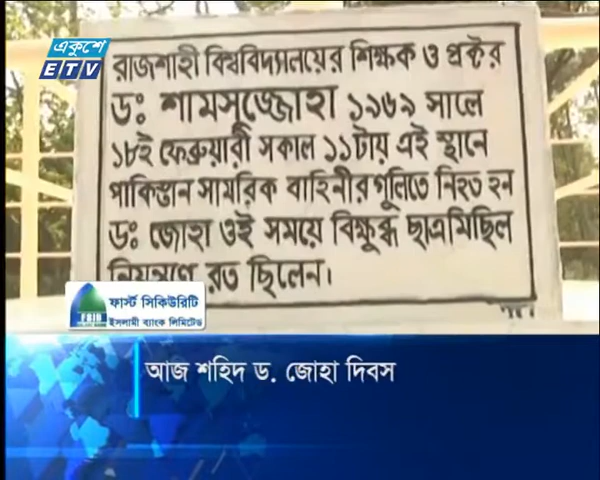 একুশে
ETV
রাজশাহী বিশ্ববিদ্যালয়ের শিক্ষক ও প্রক্টর
ডঃ শামসুজ্জোহা ১৯৬৯ সালে
১৮ই ফেব্রুয়ারী সকাল ১১টায় এই স্থানে
পাকিস্তান সামরিক বাহিনীর গুলিতে নিহত হন
ডঃ জোহা ওই সময়ে বিক্ষুব্ধ ছাত্রমিছিল
নিয়ন্ত্রণে রত ছিলেন।
ফার্স্ট সিকিউরিটি
ইসলামী ব্যাংক লিমিটেড
আজ শহিদ ড. জোহা দিবস